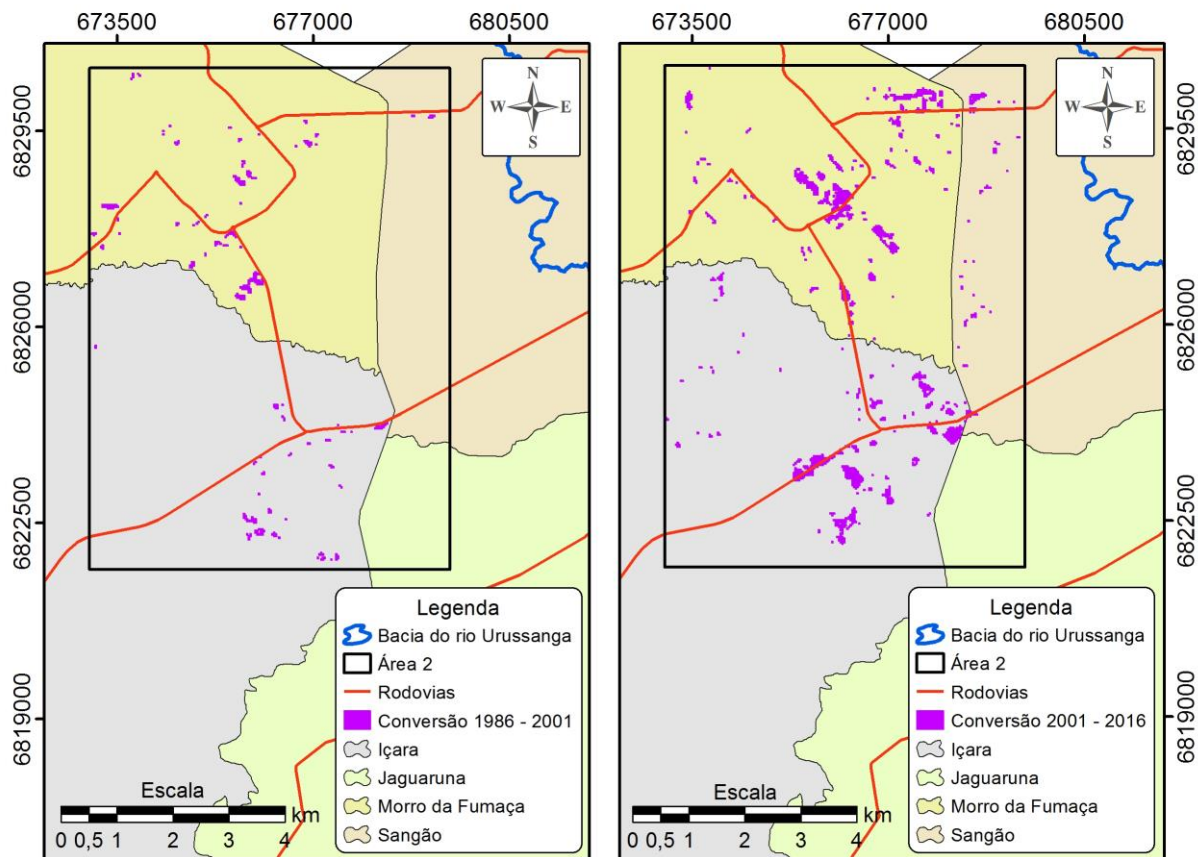 673500 677000 680500
673500 677000 680500
6829500
6826000
6822500
6819000
N
W E
S
Legenda
Bacia do rio Urussanga
Área 2
Rodovias
Conversão 1986 - 2001
Içara
Jaguaruna
Morro da Fumaça
Sangão
Escala
km
0 0,5 1 2 3 4
N
W E
S
Legenda
Bacia do rio Urussanga
Área 2
Rodovias
Conversão 2001 - 2016
Içara
Jaguaruna
Morro da Fumaça
Sangão
Escala
km
0 0,5 1 2 3 4
6829500
6826000
6822500
6819000